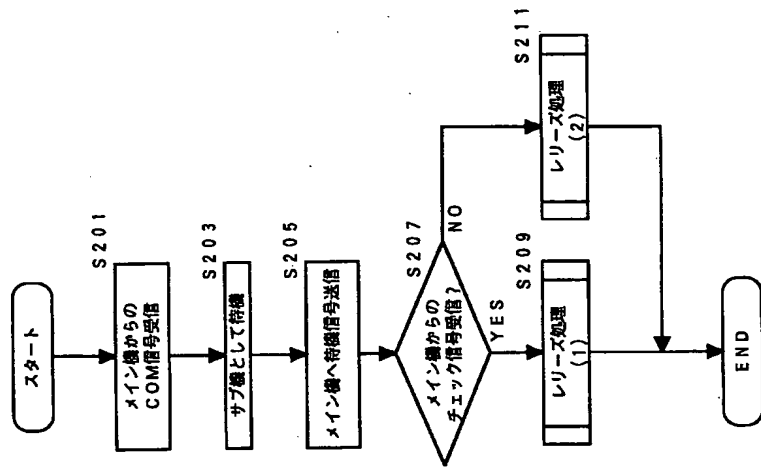 スタート
S201
メイン機からの
COM信号受信
S203
サブ機として待機
S205
メイン機へ待機信号送信
S207
メイン機からの
チェック信号受信?
NO
YES
S209
レリーズ処理
(1)
S211
レリーズ処理
(2)
END